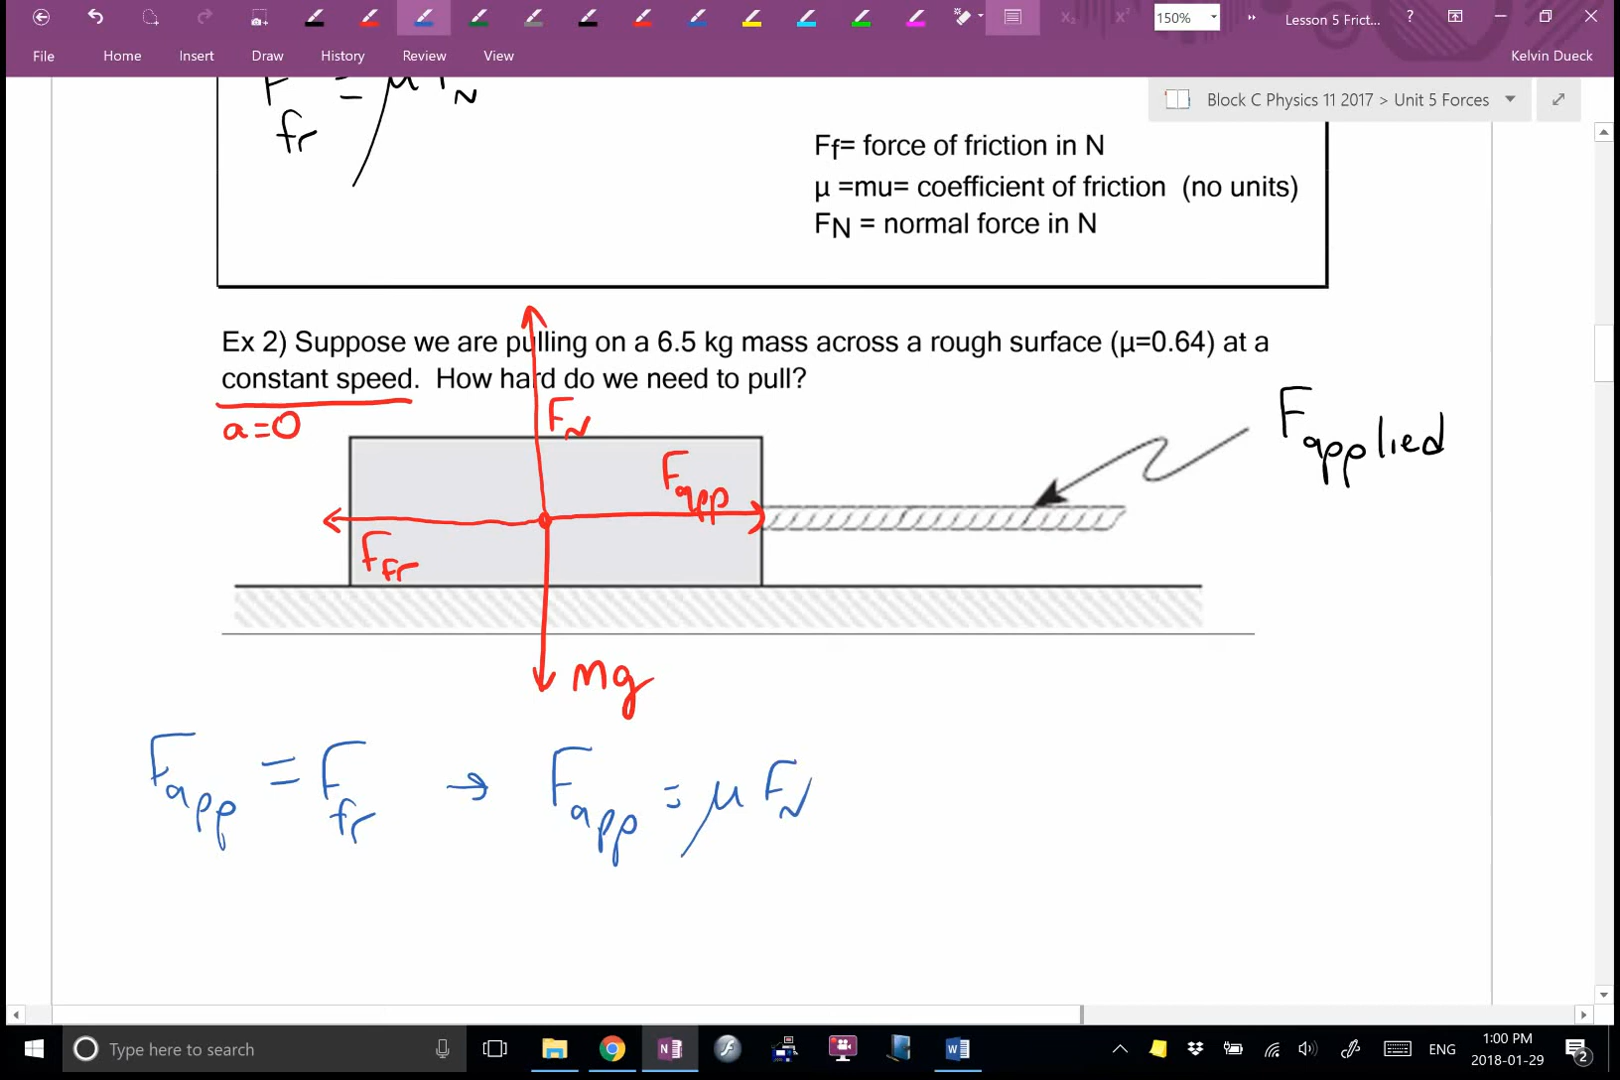 150%
Lesson 5 Frict...
?
File Home Insert Draw History Review View
Kelvin Dueck
Block C Physics 11 2017 > Unit 5 Forces
F fr = μ F N
Ff= force of friction in N
μ =mu= coefficient of friction (no units)
FN = normal force in N
Ex 2) Suppose we are pulling on a 6.5 kg mass across a rough surface (μ=0.64) at a
constant speed. How hard do we need to pull?
a=0
FN
Fapplied
Fapp
Ffr
mg
Fapp = Ffr → Fapp = μ FN
Type here to search
ENG
1:00 PM
2018-01-29
2